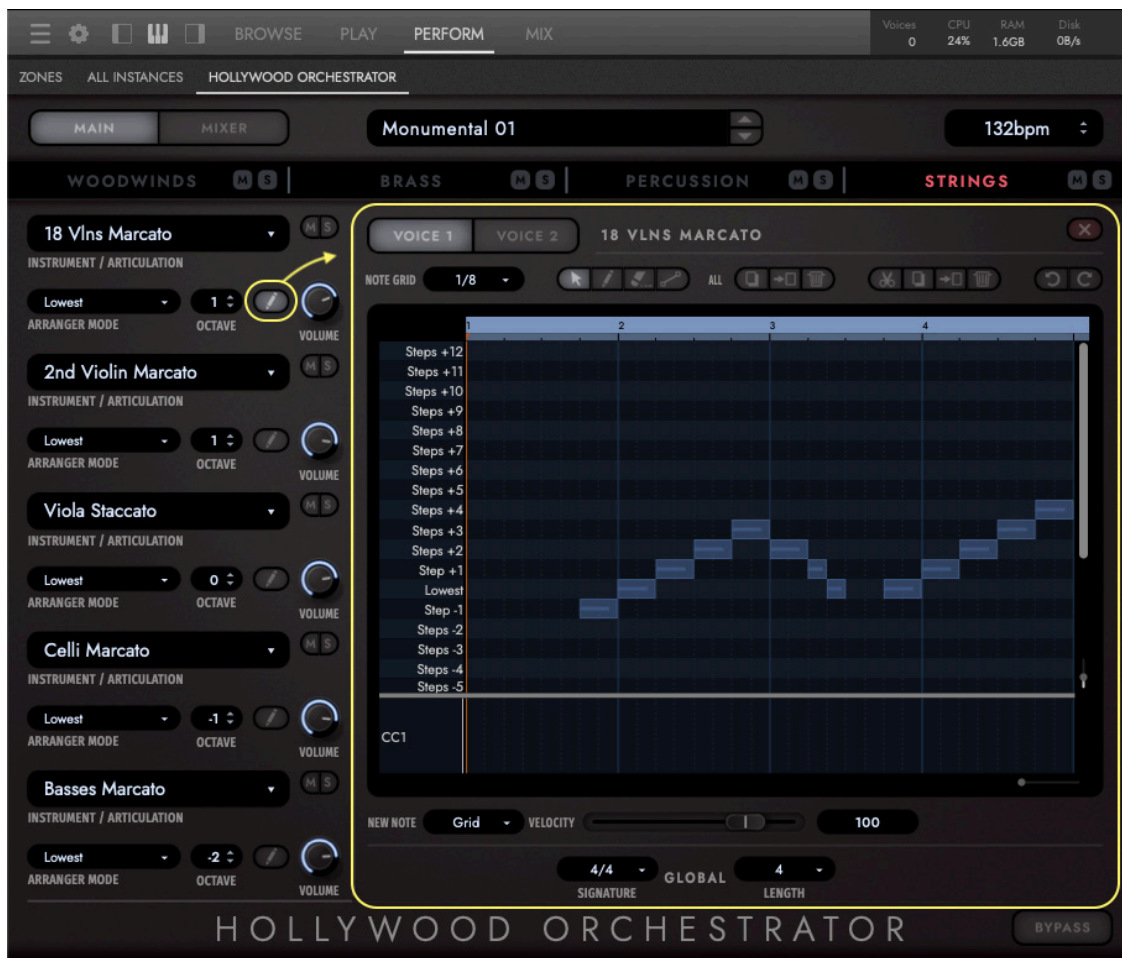 BROWSE PLAY PERFORM MIX
Voices CPU RAM Disk
0 24% 1.6GB 0B/s
ZONES ALL INSTANCES HOLLYWOOD ORCHESTRATOR
MAIN MIXER Monumental 01 132bpm
WOODWINDS M S BRASS M S PERCUSSION M S STRINGS M S
18 Vlns Marcato M S
INSTRUMENT / ARTICULATION
Lowest 1
ARRANGER MODE OCTAVE VOLUME
2nd Violin Marcato M S
INSTRUMENT / ARTICULATION
Lowest 1
ARRANGER MODE OCTAVE VOLUME
Viola Staccato M S
INSTRUMENT / ARTICULATION
Lowest 0
ARRANGER MODE OCTAVE VOLUME
Celli Marcato M S
INSTRUMENT / ARTICULATION
Lowest -1
ARRANGER MODE OCTAVE VOLUME
Basses Marcato M S
INSTRUMENT / ARTICULATION
Lowest -2
ARRANGER MODE OCTAVE VOLUME
VOICE 1 VOICE 2 18 VLNS MARCATO
NOTE GRID 1/8 ALL
1 2 3 4
Steps +12
Steps +11
Steps +10
Steps +9
Steps +8
Steps +7
Steps +6
Steps +5
Steps +4
Steps +3
Steps +2
Step +1
Lowest
Step -1
Steps -2
Steps -3
Steps -4
Steps -5
CC1
NEW NOTE Grid VELOCITY 100
4/4 GLOBAL 4
SIGNATURE LENGTH
HOLLYWOOD ORCHESTRATOR
BYPASS